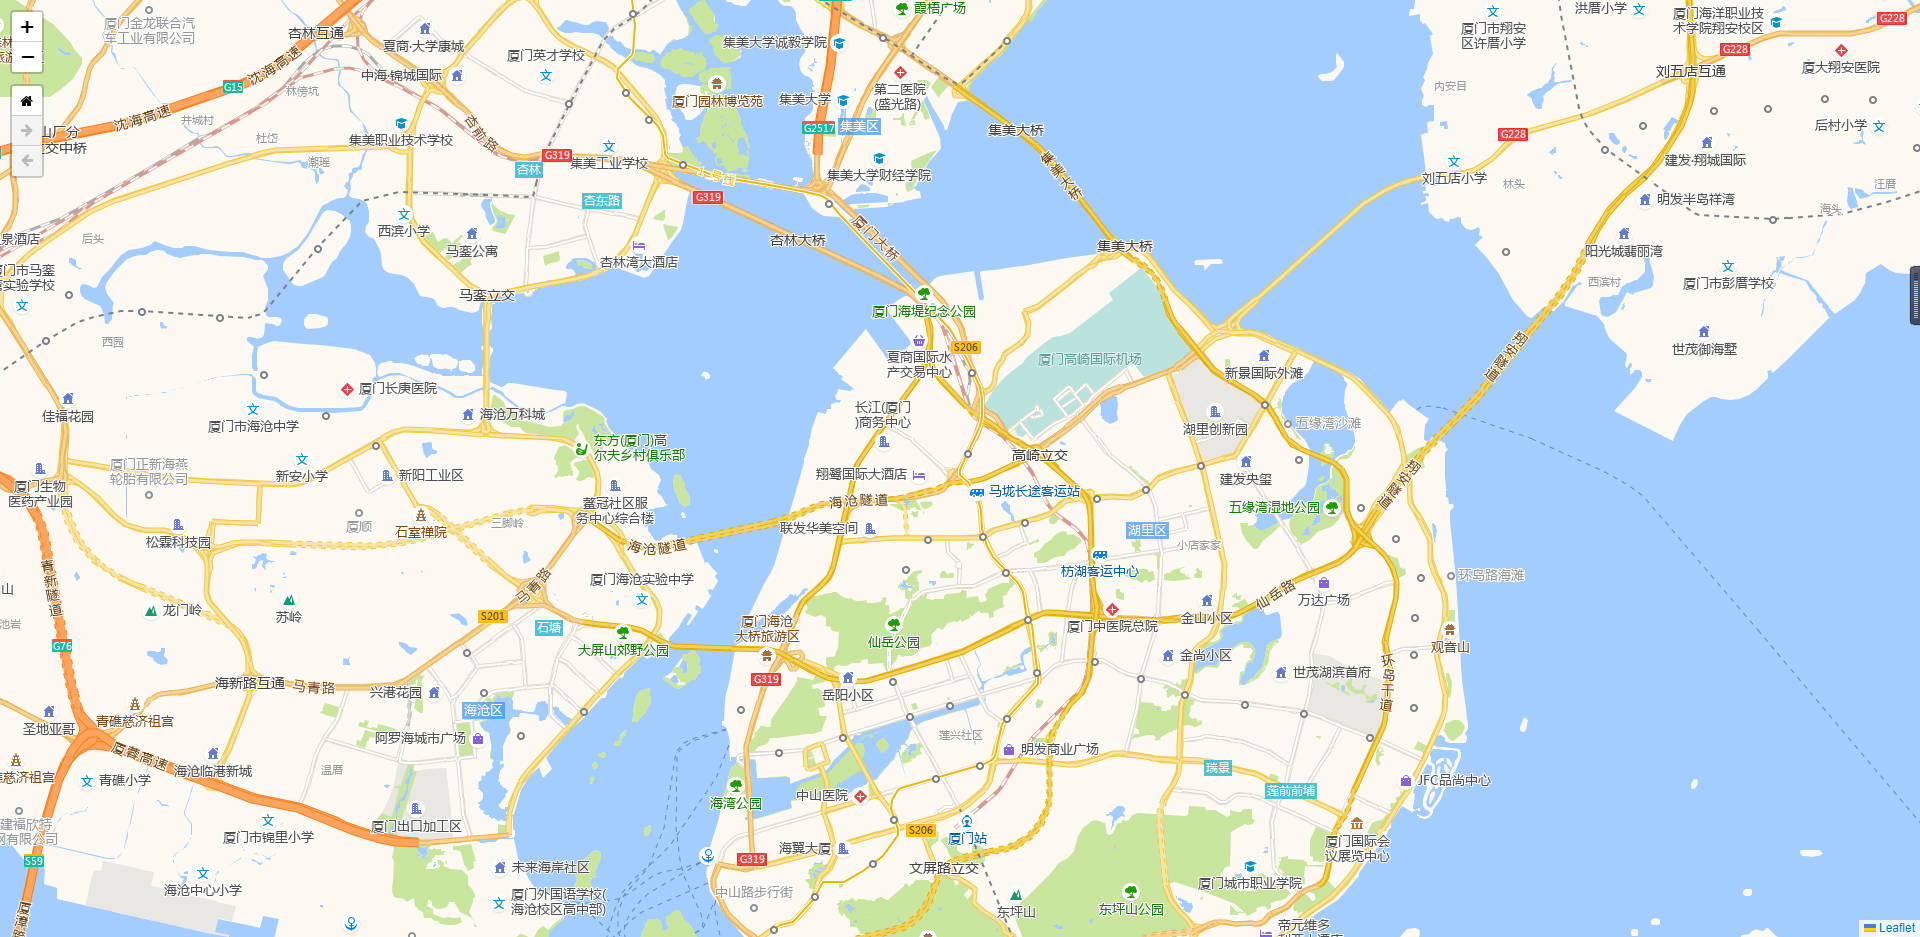 霞梧广场
厦门海洋职业技
术学院翔安校区
洪厝小学
厦门市翔安
区许厝小学
G228
G228
厦门金龙联合汽
车工业有限公司
杏林互通
夏商·大学康城
集美大学诚毅学院
刘五店互通
厦大翔安医院
沈海高速
厦门英才学校
中海·锦城国际
G15
林傍坑
厦门园林博览苑
集美大学
第二医院
(盛光路)
内安目
沈海高速
井城村
杜岱
集美职业技术学校
杏前路
G2517
集美区
集美大桥
G228
后村小学
山厂分
交中桥
潮瑶
G319
集美工业学校
杏林
1号线
集美大学财经学院
集美大桥
刘五店小学
林头
建发·翔城国际
汪厝
杏东路
G319
明发半岛祥湾
海头
泉酒店
后头
西滨小学
马銮公寓
杏林湾大酒店
杏林大桥
厦门大桥
集美大桥
阳光城翡丽湾
厦门市马銮
实验学校
马銮立交
西滨村
厦门市彭厝学校
厦门海堤纪念公园
西园
夏商国际水
产交易中心
S206
厦门高崎国际机场
新景国际外滩
翔安隧道
世茂御海墅
佳福花园
厦门长庚医院
厦门市海沧中学
海沧万科城
长江(厦门
)商务中心
湖里创新园
五缘湾沙滩
东方(厦门)高
尔夫乡村俱乐部
高崎立交
厦门正新海燕
轮胎有限公司
新安小学
新阳工业区
翔鹭国际大酒店
建发央玺
翔安隧道
厦门生物
医药产业园
鳌冠社区服
务中心综合楼
海沧隧道
马垅长途客运站
五缘湾湿地公园
松霖科技园
厦顺
石室禅院
三脚岭
联发华美空间
湖里区
小店家家
海沧隧道
青新隧道
马青路
厦门海沧实验中学
枋湖客运中心
万达广场
环岛路海滩
仙岳路
山
池岩
龙门岭
苏岭
S201
石塘
厦门海沧
大桥旅游区
仙岳公园
厦门中医院总院
金山小区
G76
大屏山郊野公园
金尚小区
观音山
海新路互通
马青路
兴港花园
G319
岳阳小区
世茂湖滨首府
环岛干道
海沧区
圣地亚哥
青礁慈济祖宫
阿罗海城市广场
莲兴社区
明发商业广场
厦蓉高速
慈济祖宫
青礁小学
海沧临港新城
温厝
瑞景
JFC品尚中心
海湾公园
中山医院
莲前前埔
建福欣特
钢有限公司
厦门市锦里小学
厦门出口加工区
S206
厦门站
厦门国际会
议展览中心
S59
海沧中心小学
未来海岸社区
G319
海翼大厦
文屏路立交
厦门城市职业学院
厦门外国语学校(
海沧校区高中部)
中山路步行街
东坪山
东坪山公园
帝元维多
Leaflet